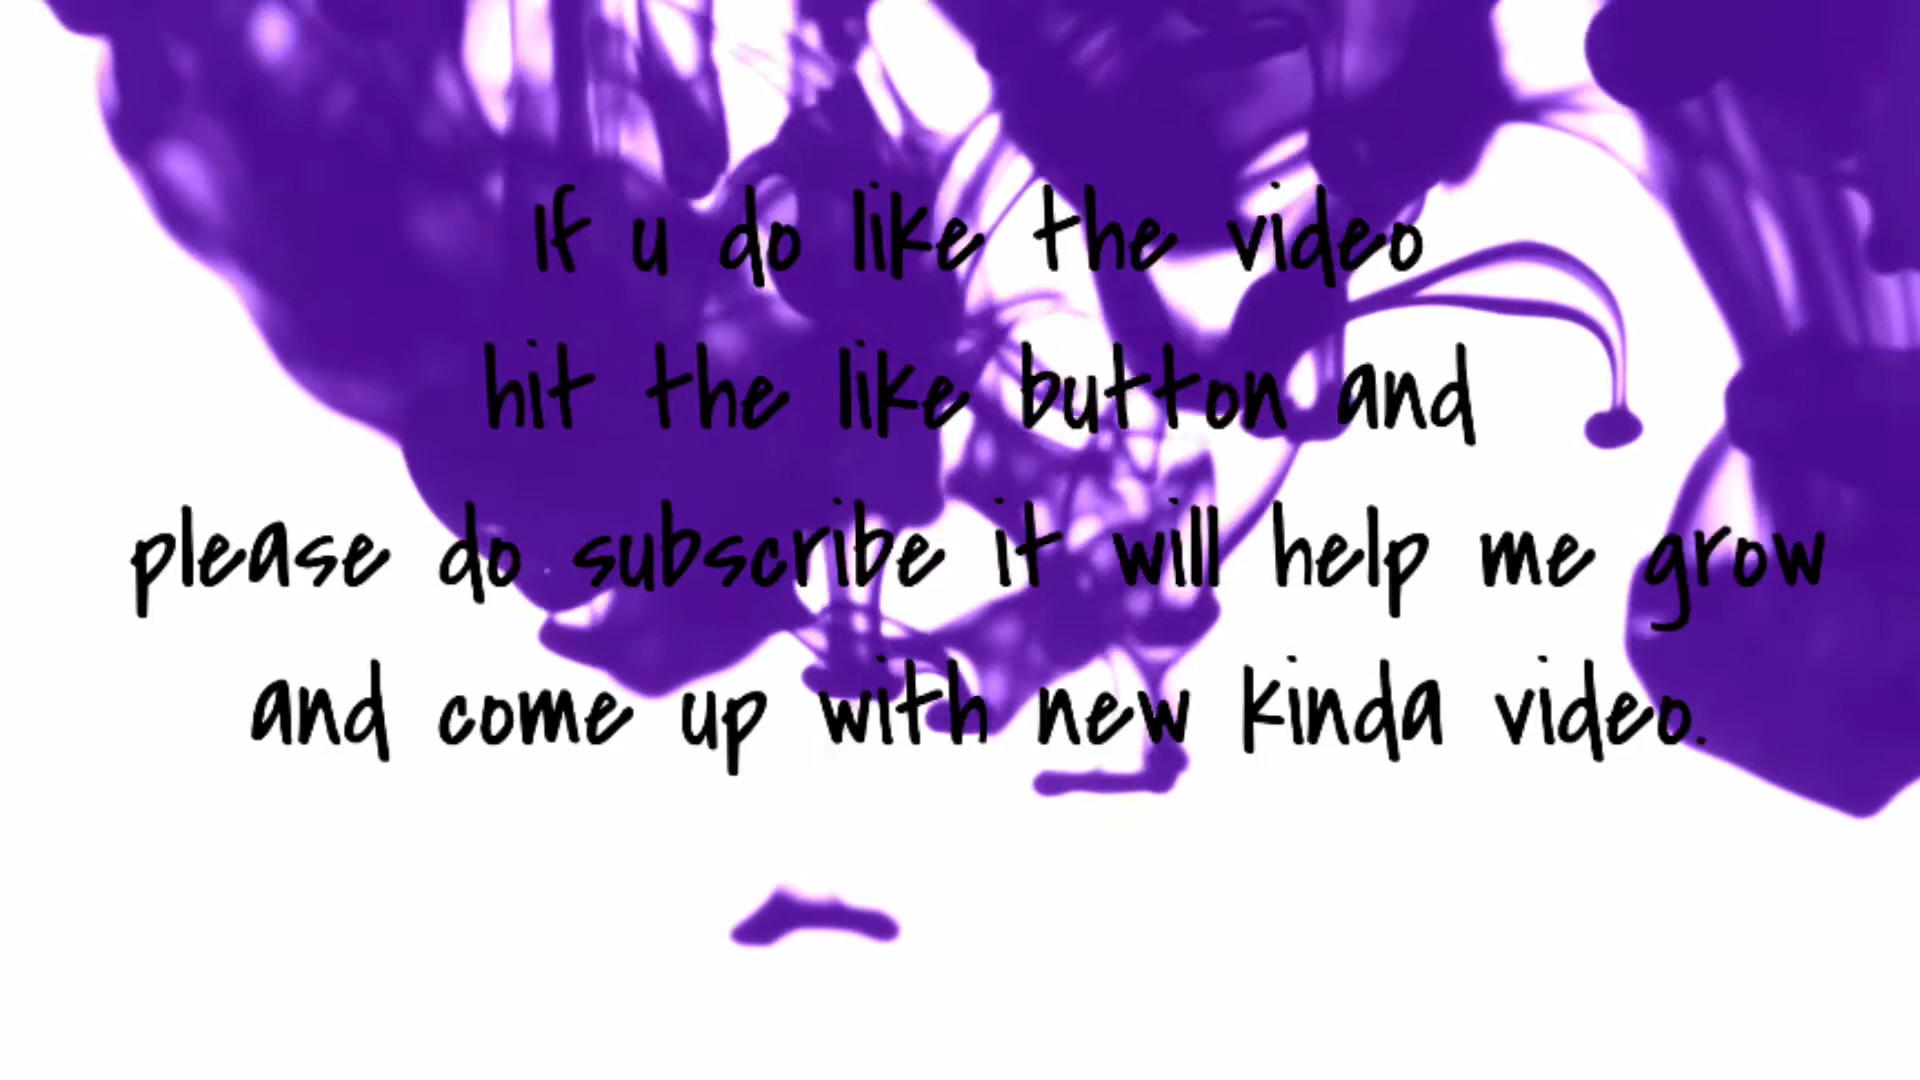 If u do like the video
hit the like button and
please do subscribe it will help me grow
and come up with new kinda video.